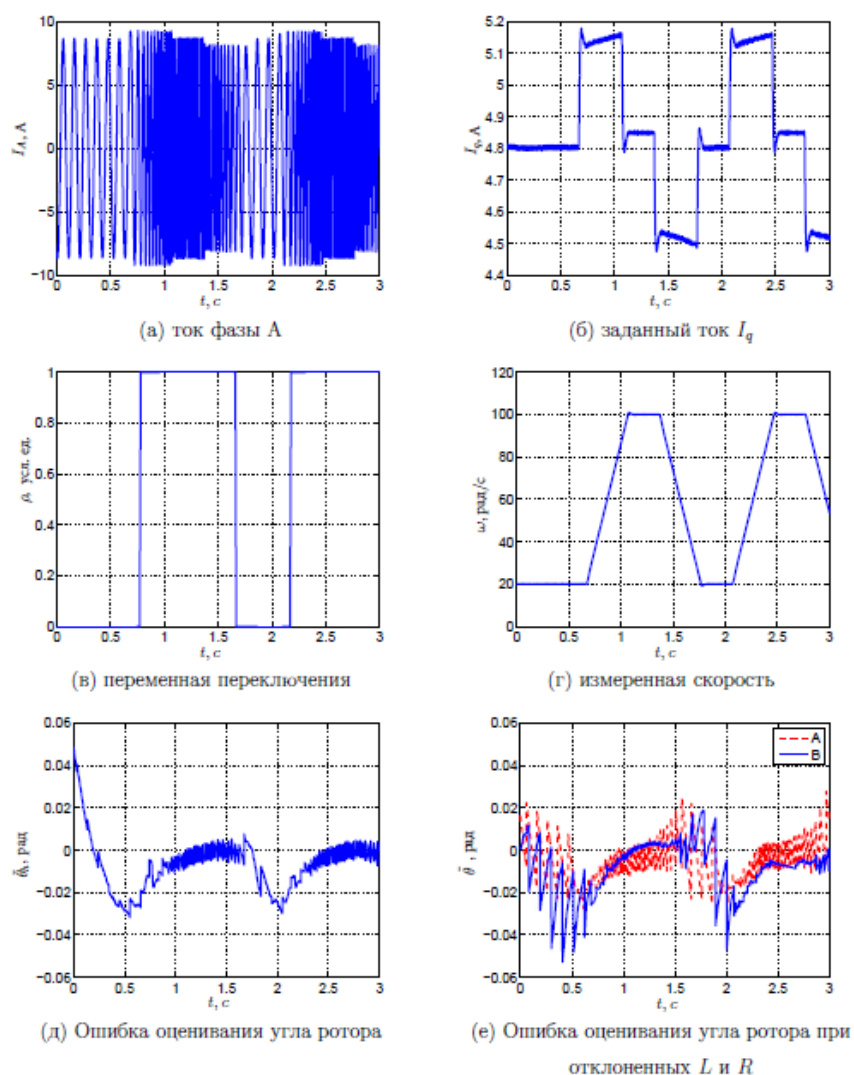 10
5
0
−5
−10
I_A, A
0 0.5 1 1.5 2 2.5 3
t, c
(а) ток фазы А
5.2
5.1
5
4.9
4.8
4.7
4.6
4.5
4.4
I_q, A
0 0.5 1 1.5 2 2.5 3
t, c
(б) заданный ток I_q
1
0.8
0.6
0.4
0.2
0
ρ, усл. ед.
0 0.5 1 1.5 2 2.5 3
t, c
(в) переменная переключения
120
100
80
60
40
20
0
ω, рад/с
0 0.5 1 1.5 2 2.5 3
t, c
(г) измеренная скорость
0.06
0.04
0.02
0
−0.02
−0.04
−0.06
, рад
0 0.5 1 1.5 2 2.5 3
t, c
(д) Ошибка оценивания угла ротора
0.06
0.04
0.02
0
−0.02
−0.04
−0.06
θ̃ , рад
A
B
0 0.5 1 1.5 2 2.5 3
t, c
(е) Ошибка оценивания угла ротора при
отклоненных L и R